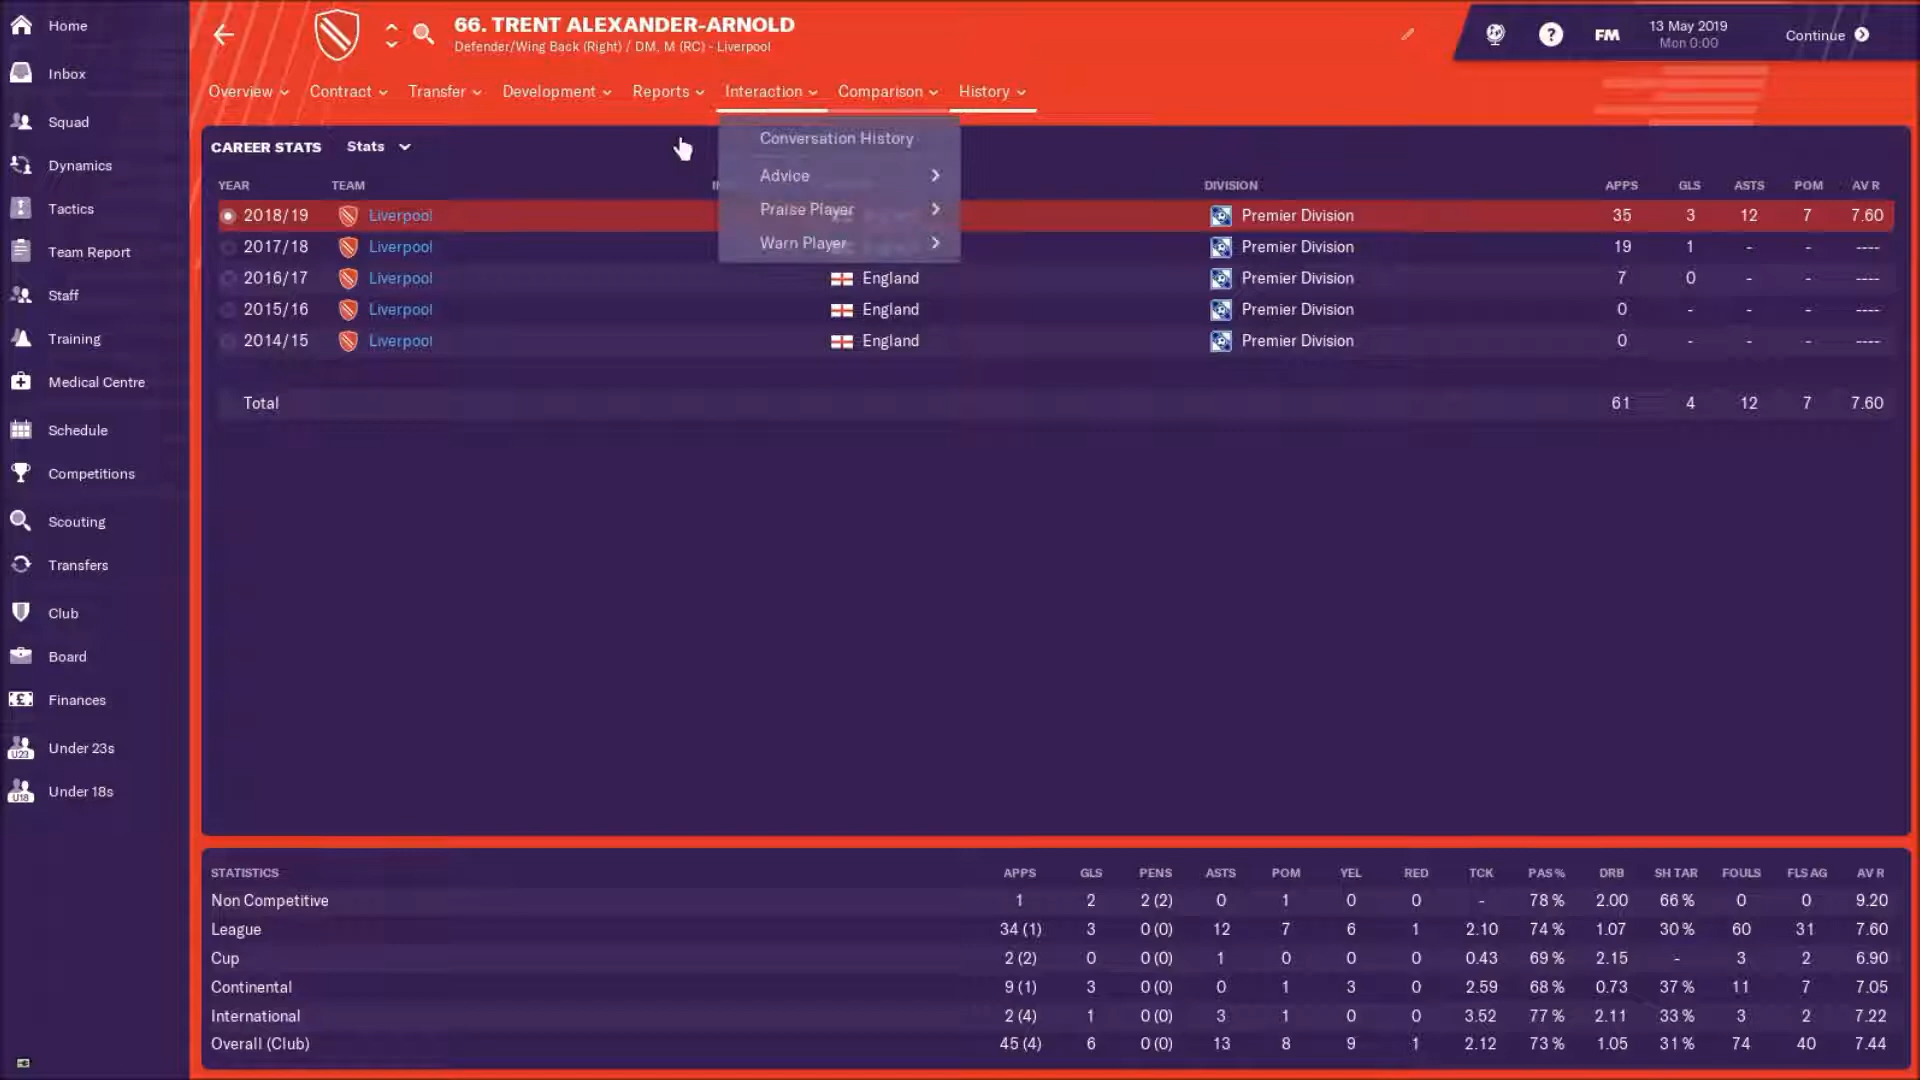 Home
Inbox
Squad
Dynamics
Tactics
Team Report
Staff
Training
Medical Centre
Schedule
Competitions
Scouting
Transfers
Club
Board
Finances
U23 Under 23s
U18 Under 18s
66. TRENT ALEXANDER-ARNOLD
Defender/Wing Back (Right) / DM, M (RC) - Liverpool
? FM 13 May 2019 Continue
Mon 0:00
Overview Contract Transfer Development Reports Interaction Comparison History
Conversation History
Advice
Praise Player
Warn Player
CAREER STATS Stats
YEAR TEAM DIVISION APPS GLS ASTS POM AV R
2018/19 Liverpool Premier Division 35 3 12 7 7.60
2017/18 Liverpool Premier Division 19 1 - - ----
2016/17 Liverpool England Premier Division 7 0 - - ----
2015/16 Liverpool England Premier Division 0 - - - ----
2014/15 Liverpool England Premier Division 0 - - - ----
Total 61 4 12 7 7.60
STATISTICS APPS GLS PENS ASTS POM YEL RED TCK PAS % DRB SH TAR FOULS FLS AG AV R
Non Competitive 1 2 2 (2) 0 1 0 0 - 78 % 2.00 66 % 0 0 9.20
League 34 (1) 3 0 (0) 12 7 6 1 2.10 74 % 1.07 30 % 60 31 7.60
Cup 2 (2) 0 0 (0) 1 0 0 0 0.43 69 % 2.15 - 3 2 6.90
Continental 9 (1) 3 0 (0) 0 1 3 0 2.59 68 % 0.73 37 % 11 7 7.05
International 2 (4) 1 0 (0) 3 1 0 0 3.52 77 % 2.11 33 % 3 2 7.22
Overall (Club) 45 (4) 6 0 (0) 13 8 9 1 2.12 73 % 1.05 31 % 74 40 7.44